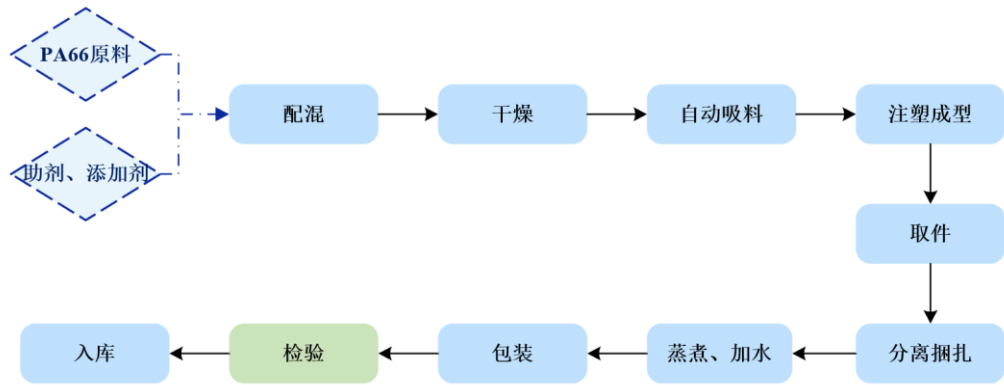 PA66原料
助剂、添加剂
配混
干燥
自动吸料
注塑成型
取件
分离捆扎
蒸煮、加水
包装
检验
入库